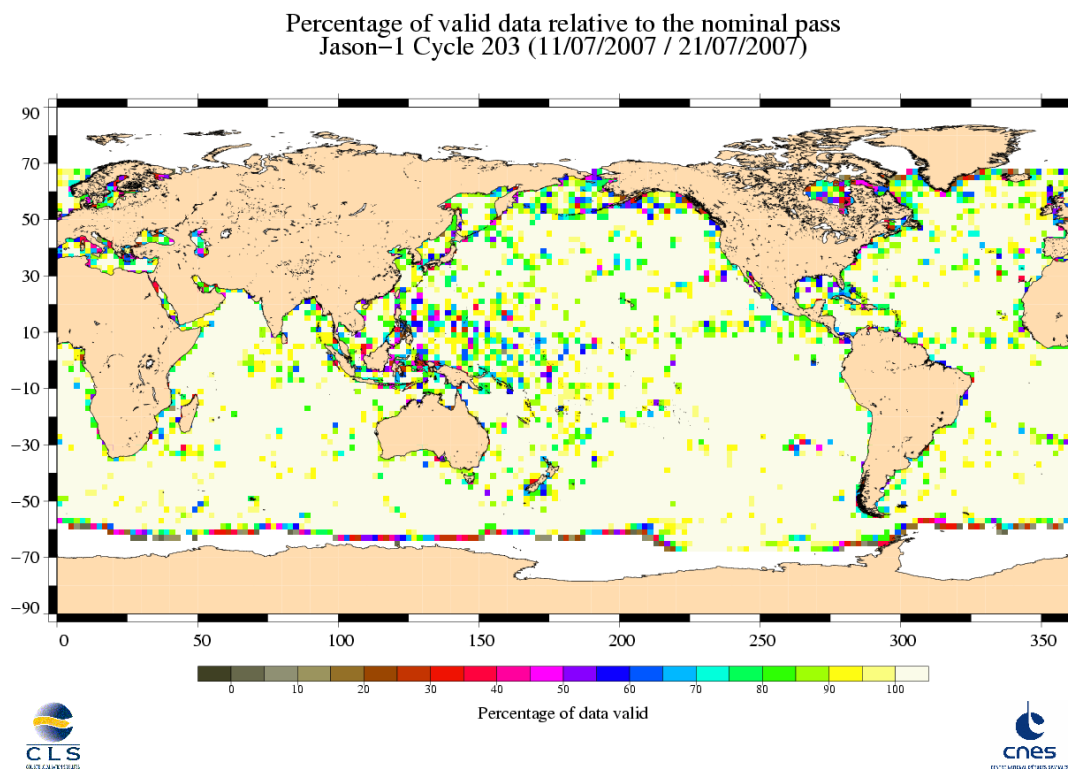 Percentage of valid data relative to the nominal pass
Jason−1 Cycle 203 (11/07/2007 / 21/07/2007)
90
70
50
30
10
−10
−30
−50
−70
−90
0 50 100 150 200 250 300 350
0 10 20 30 40 50 60 70 80 90 100
Percentage of data valid
CLS
cnes